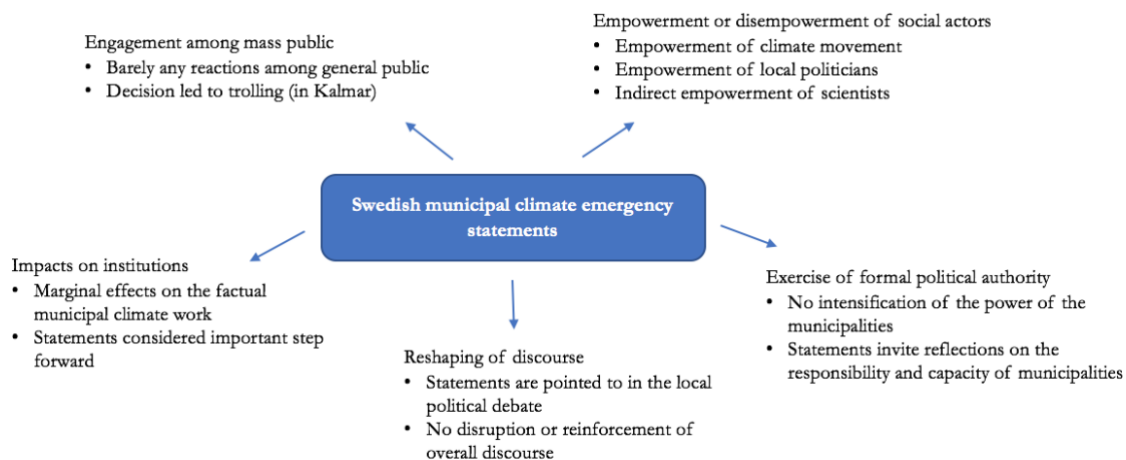 Engagement among mass public
• Barely any reactions among general public
• Decision led to trolling (in Kalmar)
Empowerment or disempowerment of social actors
• Empowerment of climate movement
• Empowerment of local politicians
• Indirect empowerment of scientists
Swedish municipal climate emergency
statements
Impacts on institutions
• Marginal effects on the factual
municipal climate work
• Statements considered important step
forward
Reshaping of discourse
• Statements are pointed to in the local
political debate
• No disruption or reinforcement of
overall discourse
Exercise of formal political authority
• No intensification of the power of the
municipalities
• Statements invite reflections on the
responsibility and capacity of municipalities